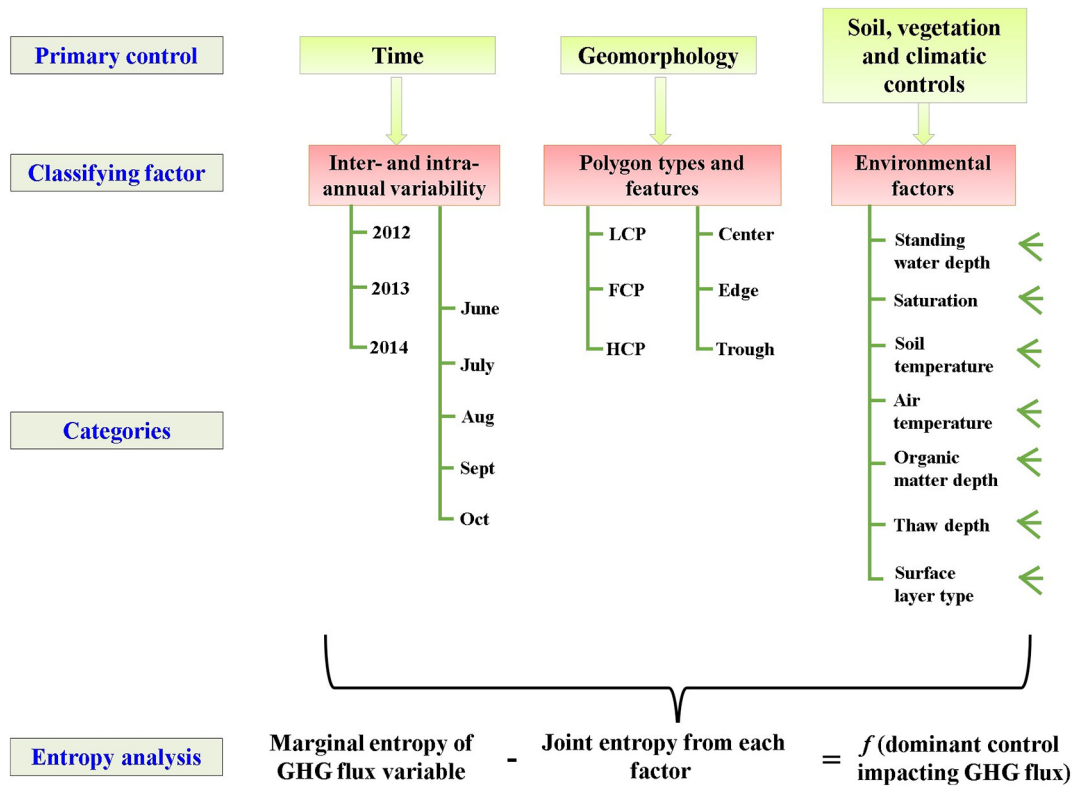 Primary control
Time
Geomorphology
Soil, vegetation
and climatic
controls
Classifying factor
Inter- and intra-
annual variability
Polygon types and
features
Environmental
factors
Categories
2012
2013
2014
June
July
Aug
Sept
Oct
LCP
FCP
HCP
Center
Edge
Trough
Standing
water depth
Saturation
Soil
temperature
Air
temperature
Organic
matter depth
Thaw depth
Surface
layer type
Entropy analysis
Marginal entropy of
GHG flux variable
-
Joint entropy from each
factor
=
f (dominant control
impacting GHG flux)